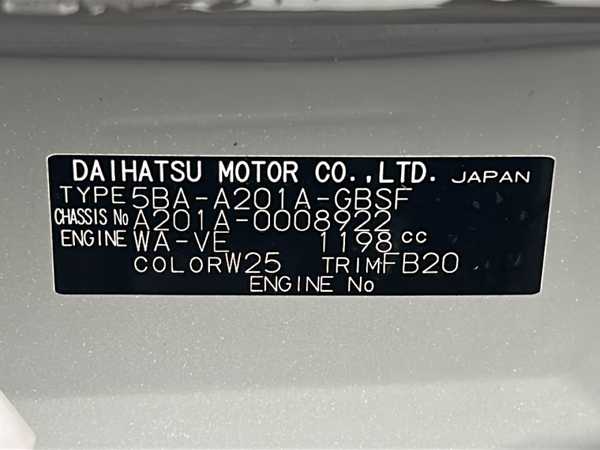 DAIHATSU MOTOR CO.,LTD. JAPAN
TYPE 5BA-A201A-GBSF
CHASSIS No A201A-0008922
ENGINE WA-VE 1198 cc
COLOR W25 TRIM FB20
ENGINE No